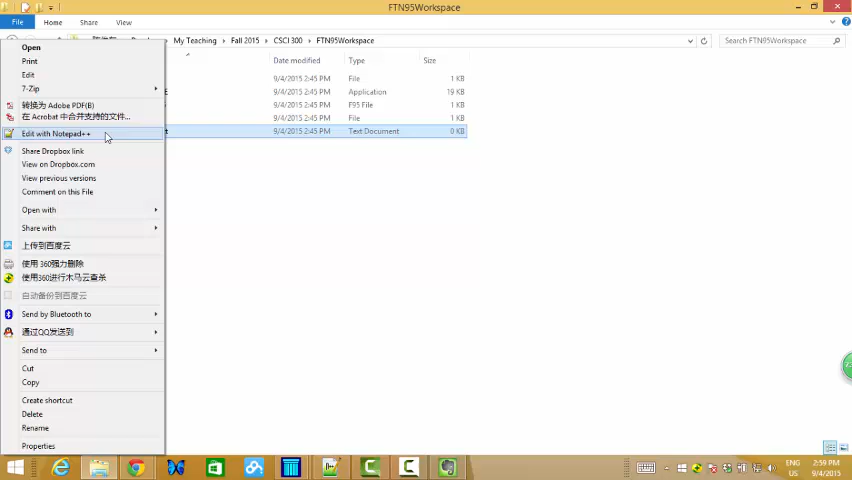 FTN95Workspace
File Home Share View
My Teaching Fall 2015 CSCI 300 FTN95Workspace Search FTN95Workspace
Date modified Type Size
9/4/2015 2:45 PM File 1 KB
9/4/2015 2:45 PM Application 19 KB
9/4/2015 2:45 PM F95 File 1 KB
9/4/2015 2:45 PM File 1 KB
t 9/4/2015 2:45 PM Text Document 0 KB
Open
Print
Edit
7-Zip
转换为 Adobe PDF(B)
在 Acrobat 中合并支持的文件...
Edit with Notepad++
Share Dropbox link
View on Dropbox.com
View previous versions
Comment on this File
Open with
Share with
上传到百度云
使用 360强力删除
使用360进行木马云查杀
自动备份到百度云
Send by Bluetooth to
通过QQ发送到
Send to
Cut
Copy
Create shortcut
Delete
Rename
Properties
ENG 2:59 PM
US 9/4/2015